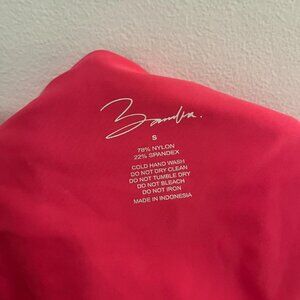 S
78% NYLON
22% SPANDEX
COLD HAND WASH
DO NOT DRY CLEAN
DO NOT TUMBLE DRY
DO NOT BLEACH
DO NOT IRON
MADE IN INDONESIA